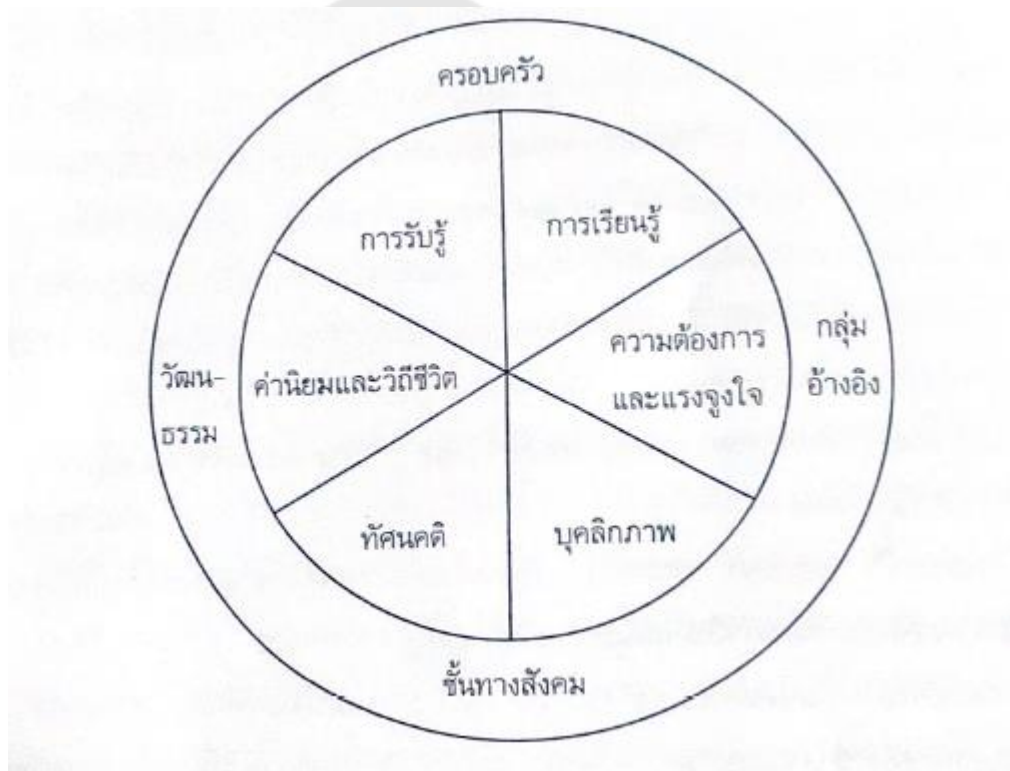 ครอบครัว
การรับรู้
การเรียนรู้
ความต้องการ
และแรงจูงใจ
กลุ่ม
อ้างอิง
วัฒน-
ธรรม
ค่านิยมและวิถีชีวิต
ทัศนคติ
บุคลิกภาพ
ชั้นทางสังคม